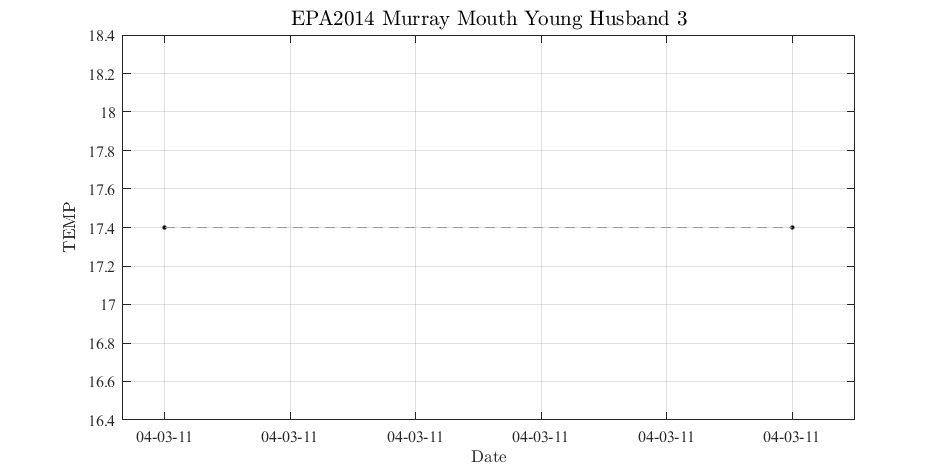 EPA2014 Murray Mouth Young Husband 3
18.4
18.2
18
17.8
17.6
17.4
17.2
17
16.8
16.6
16.4
TEMP
04-03-11 04-03-11 04-03-11 04-03-11 04-03-11 04-03-11
Date